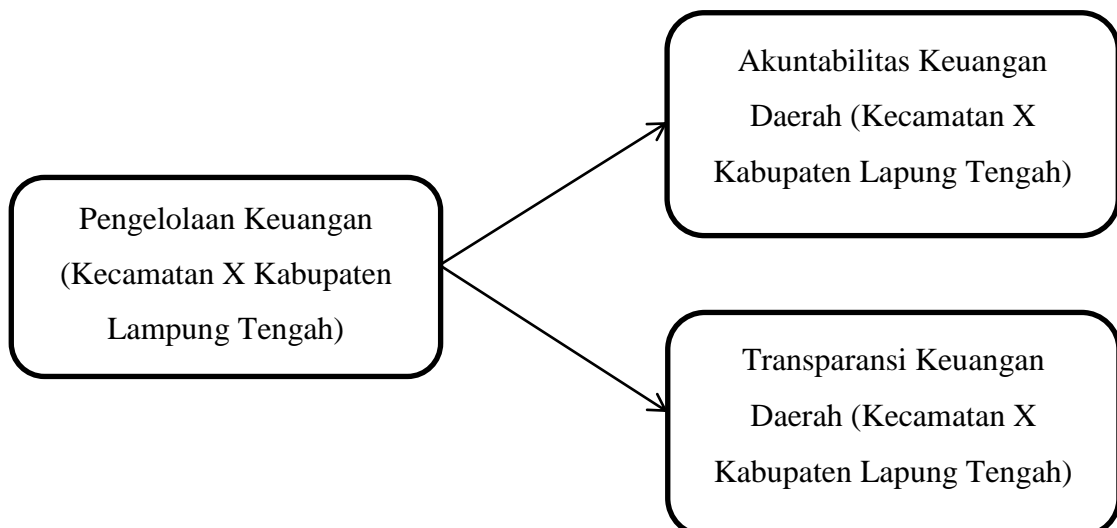 Pengelolaan Keuangan
(Kecamatan X Kabupaten
Lampung Tengah)
Akuntabilitas Keuangan
Daerah (Kecamatan X
Kabupaten Lapung Tengah)
Transparansi Keuangan
Daerah (Kecamatan X
Kabupaten Lapung Tengah)